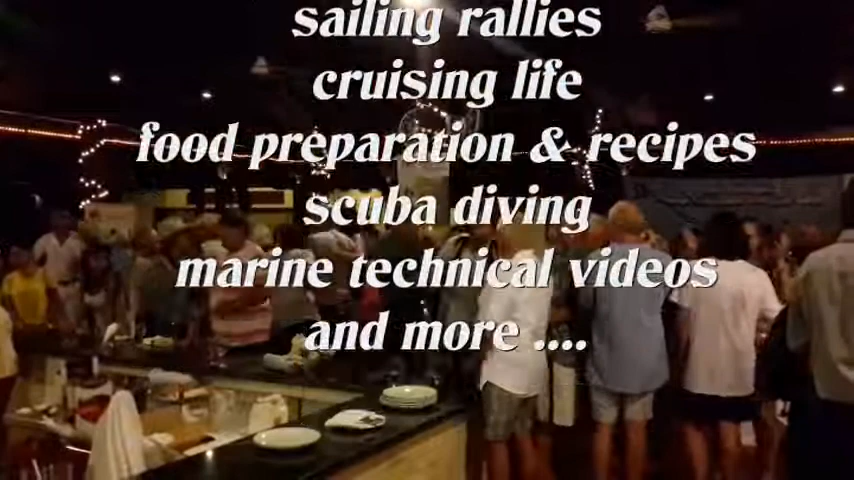 sailing rallies
cruising life
food preparation & recipes
scuba diving
marine technical videos
and more ....